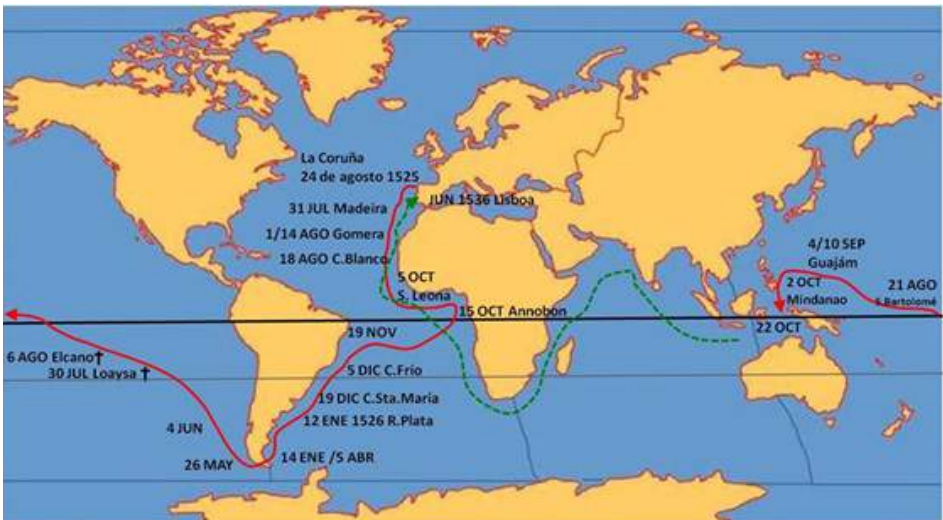 La Coruña
24 de agosto 1525
JUN 1536 Lisboa
31 JUL Madeira
1/14 AGO Gomera
18 AGO C.Blanco
5 OCT
S. Leona
15 OCT Annobón
19 NOV
5 DIC C.Frio
19 DIC C.Sta.Maria
12 ENE 1526 R.Plata
14 ENE /5 ABR
26 MAY
4 JUN
30 JUL Loaysa †
6 AGO Elcano†
21 AGO
S.Bartolomé
4/10 SEP
Guaján
2 OCT
Mindanao
22 OCT